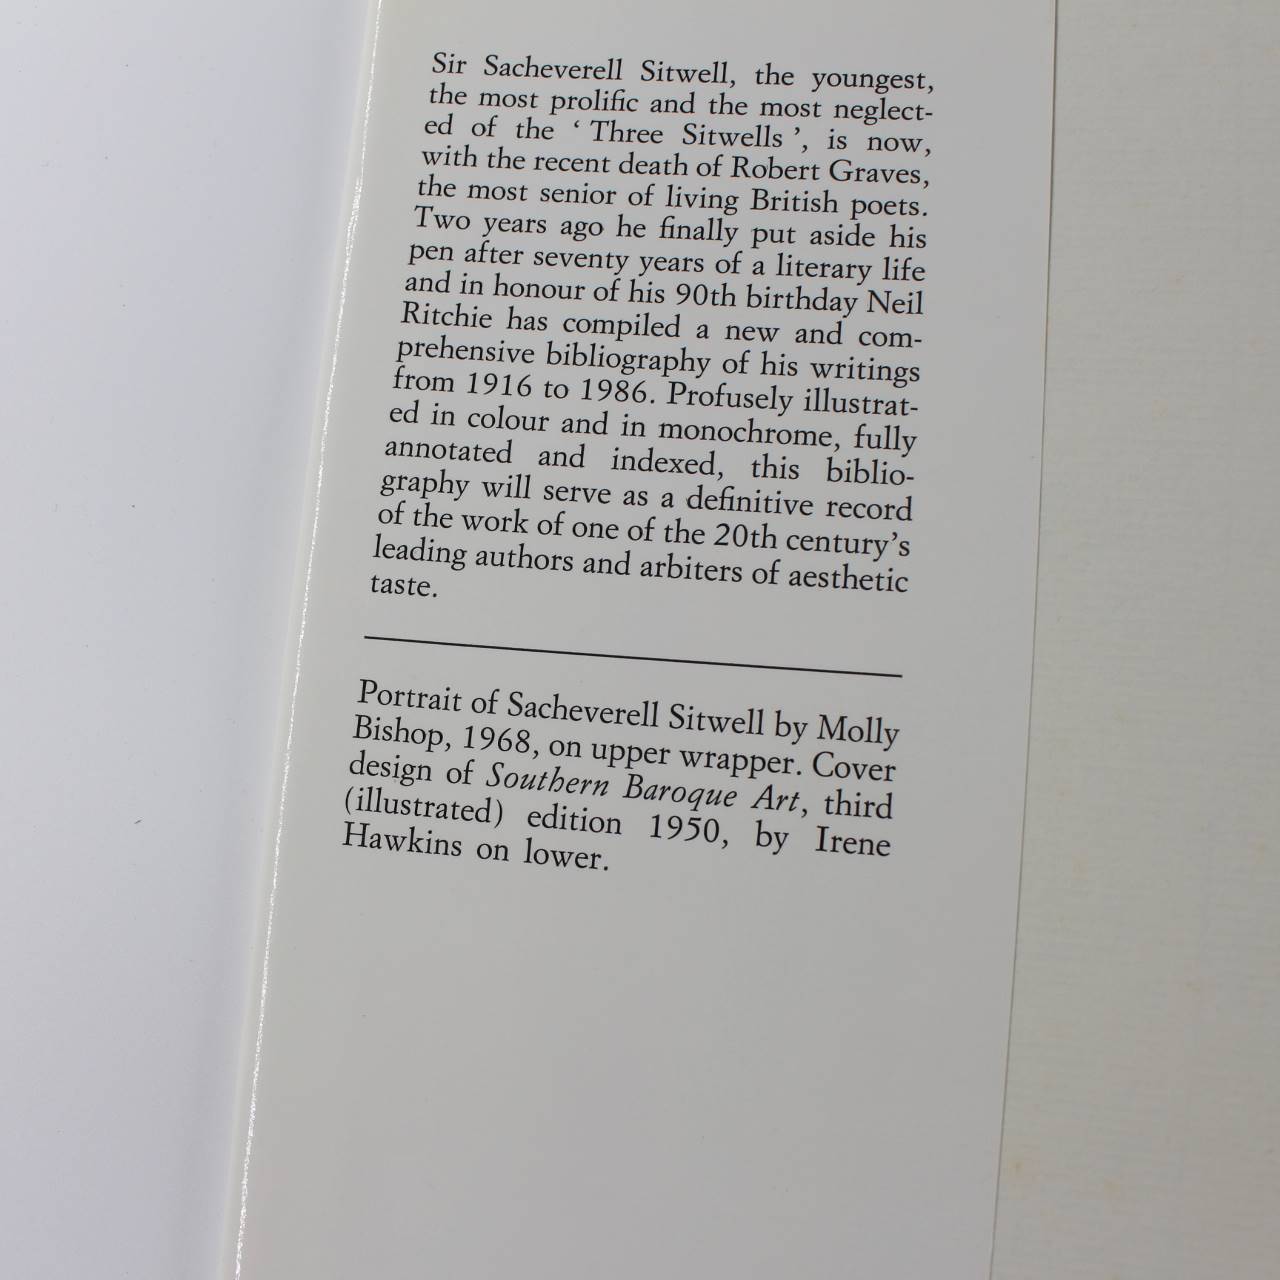 Sir Sacheverell Sitwell, the youngest,
the most prolific and the most neglect-
ed of the ‘ Three Sitwells ’, is now,
with the recent death of Robert Graves,
the most senior of living British poets.
Two years ago he finally put aside his
pen after seventy years of a literary life
and in honour of his 90th birthday Neil
Ritchie has compiled a new and com-
prehensive bibliography of his writings
from 1916 to 1986. Profusely illustrat-
ed in colour and in monochrome, fully
annotated and indexed, this biblio-
graphy will serve as a definitive record
of the work of one of the 20th century’s
leading authors and arbiters of aesthetic
taste.
Portrait of Sacheverell Sitwell by Molly
Bishop, 1968, on upper wrapper. Cover
design of Southern Baroque Art, third
(illustrated) edition 1950, by Irene
Hawkins on lower.